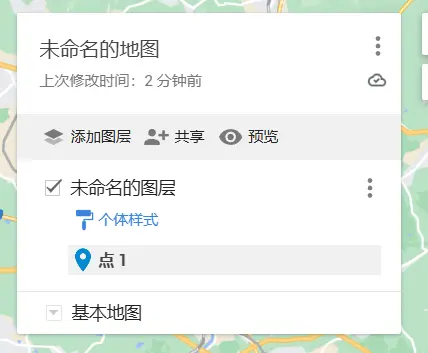 未命名的地图
上次修改时间：2 分钟前
添加图层 共享 预览
未命名的图层
个体样式
点 1
基本地图